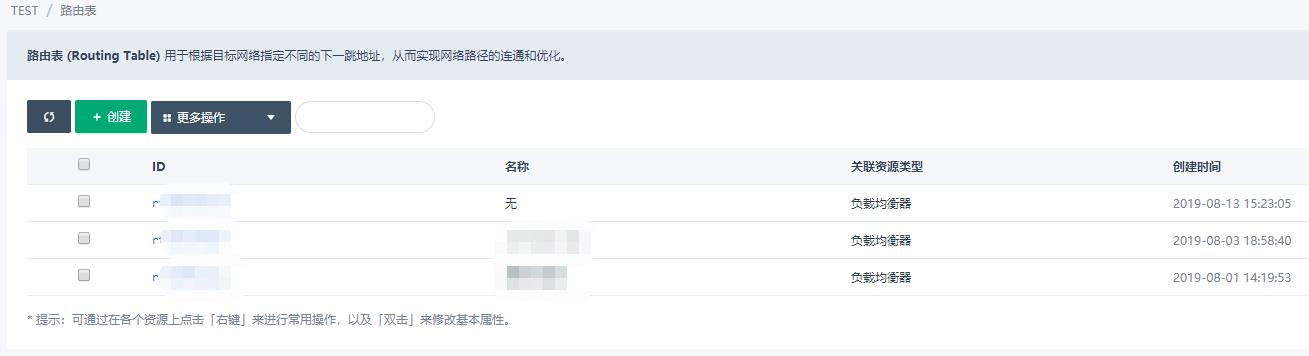 TEST / 路由表
路由表 (Routing Table) 用于根据目标网络指定不同的下一跳地址，从而实现网络路径的连通和优化。
+ 创建 更多操作
ID 名称 关联资源类型 创建时间
无 负载均衡器 2019-08-13 15:23:05
负载均衡器 2019-08-03 18:58:40
负载均衡器 2019-08-01 14:19:53
* 提示：可通过在各个资源上点击「右键」来进行常用操作，以及「双击」来修改基本属性。